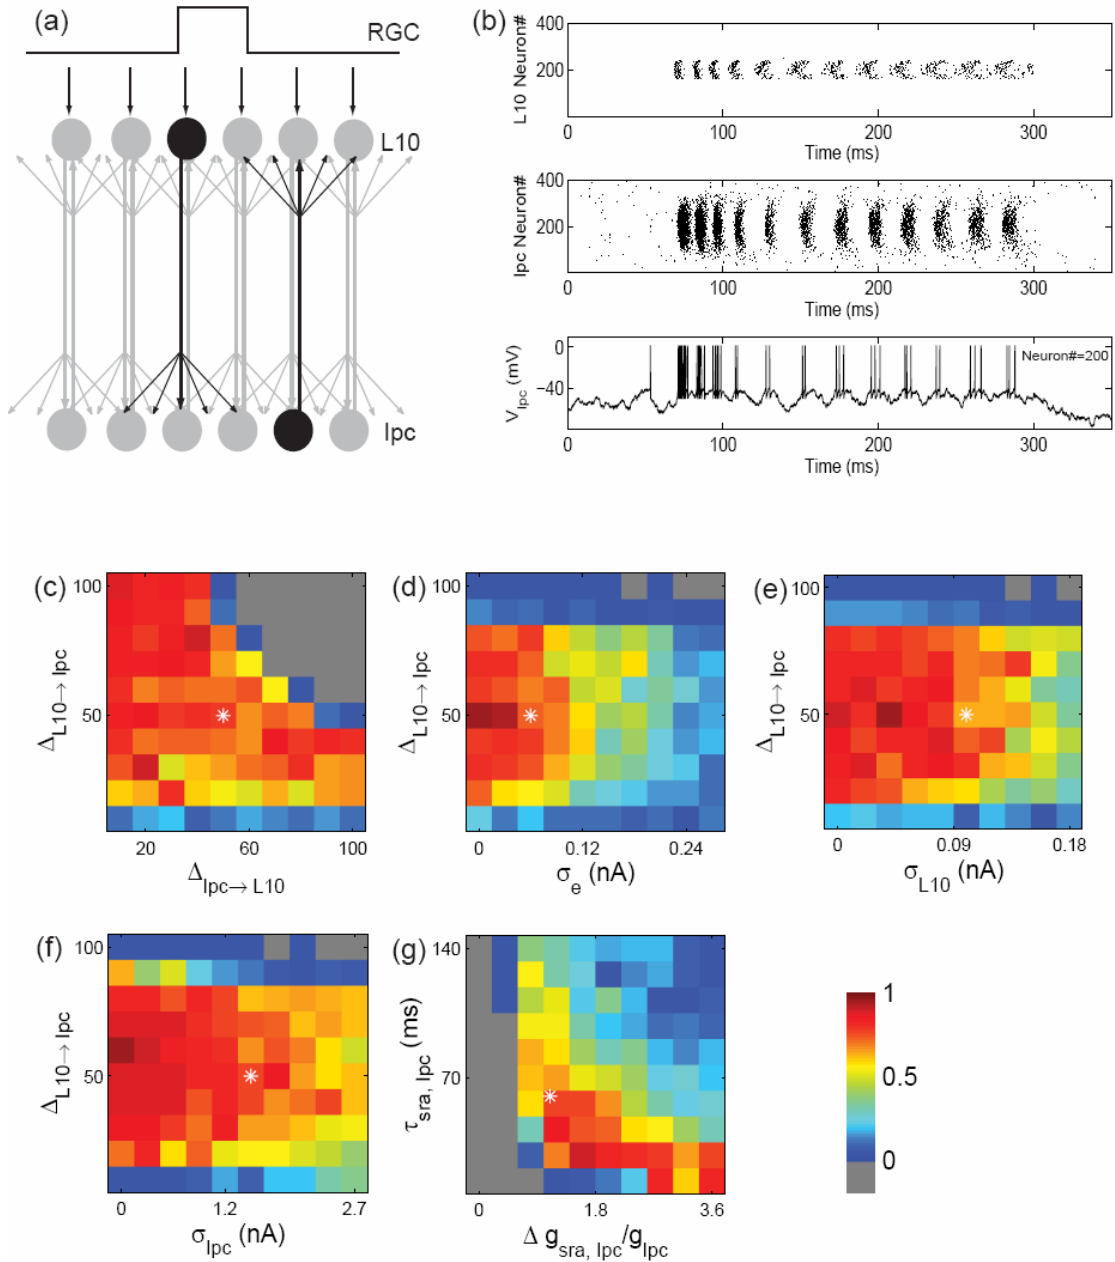 (a)
RGC
L10
Ipc
(b)
L10 Neuron#
400
200
0 100 200 300
Time (ms)
Ipc Neuron#
400
200
0 100 200 300
Time (ms)
V_Ipc (mV)
0
−40
Neuron#=200
0 100 200 300
Time (ms)
(c)
Δ_L10→Ipc
100
50
20 60 100
Δ_Ipc→L10
(d)
Δ_L10→Ipc
100
50
0 0.12 0.24
σ_e (nA)
(e)
Δ_L10→Ipc
100
50
0 0.09 0.18
σ_L10 (nA)
(f)
Δ_L10→Ipc
100
50
0 1.2 2.7
σ_Ipc (nA)
(g)
τ_sra, Ipc (ms)
140
70
0 1.8 3.6
Δ g_sra, Ipc/g_Ipc
1
0.5
0